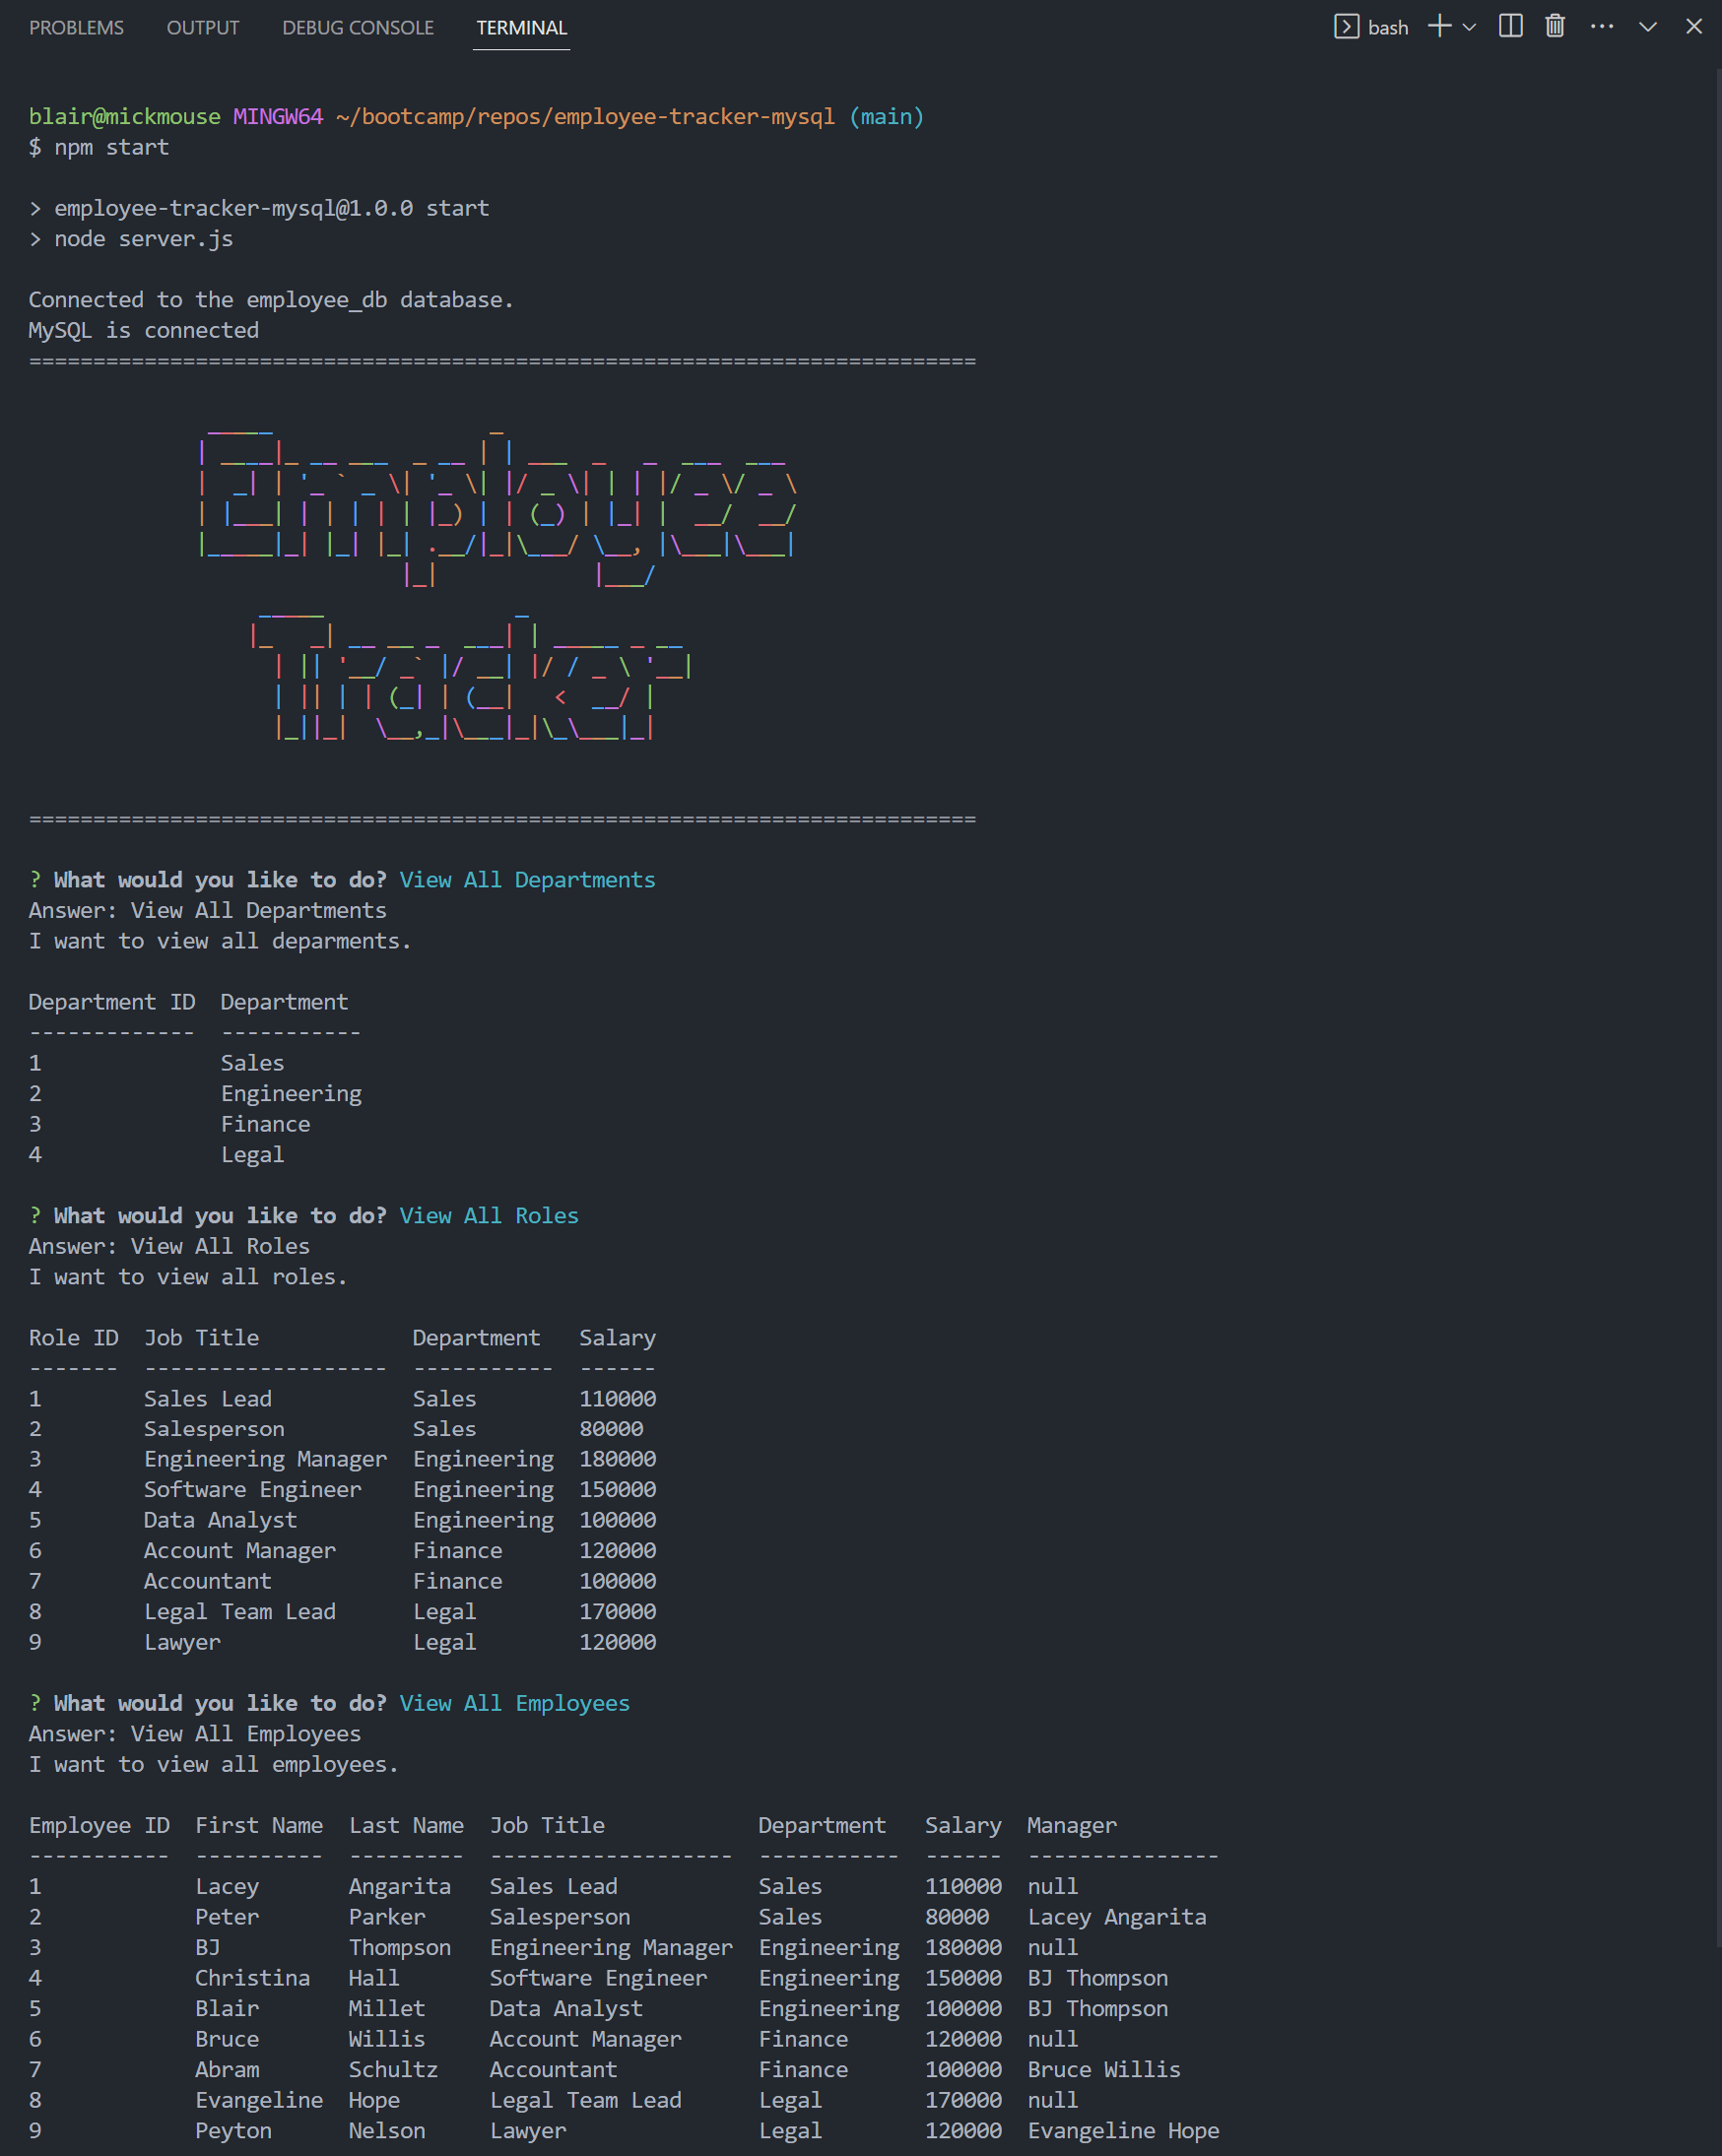 PROBLEMS OUTPUT DEBUG CONSOLE TERMINAL bash
blair@mickmouse MINGW64 ~/bootcamp/repos/employee-tracker-mysql (main)
$ npm start
> employee-tracker-mysql@1.0.0 start
> node server.js
Connected to the employee_db database.
MySQL is connected
==========================================================================
Employee
Tracker
==========================================================================
? What would you like to do? View All Departments
Answer: View All Departments
I want to view all deparments.
Department ID  Department
-------------  -----------
1              Sales
2              Engineering
3              Finance
4              Legal
? What would you like to do? View All Roles
Answer: View All Roles
I want to view all roles.
Role ID  Job Title            Department   Salary
-------  -------------------  -----------  ------
1        Sales Lead           Sales        110000
2        Salesperson          Sales        80000
3        Engineering Manager  Engineering  180000
4        Software Engineer    Engineering  150000
5        Data Analyst         Engineering  100000
6        Account Manager      Finance      120000
7        Accountant           Finance      100000
8        Legal Team Lead      Legal        170000
9        Lawyer               Legal        120000
? What would you like to do? View All Employees
Answer: View All Employees
I want to view all employees.
Employee ID  First Name  Last Name  Job Title            Department   Salary  Manager
-----------  ----------  ---------  -------------------  -----------  ------  ---------------
1            Lacey       Angarita   Sales Lead           Sales        110000  null
2            Peter       Parker     Salesperson          Sales        80000   Lacey Angarita
3            BJ          Thompson   Engineering Manager  Engineering  180000  null
4            Christina   Hall       Software Engineer    Engineering  150000  BJ Thompson
5            Blair       Millet     Data Analyst         Engineering  100000  BJ Thompson
6            Bruce       Willis     Account Manager      Finance      120000  null
7            Abram       Schultz    Accountant           Finance      100000  Bruce Willis
8            Evangeline  Hope       Legal Team Lead      Legal        170000  null
9            Peyton      Nelson     Lawyer               Legal        120000  Evangeline Hope